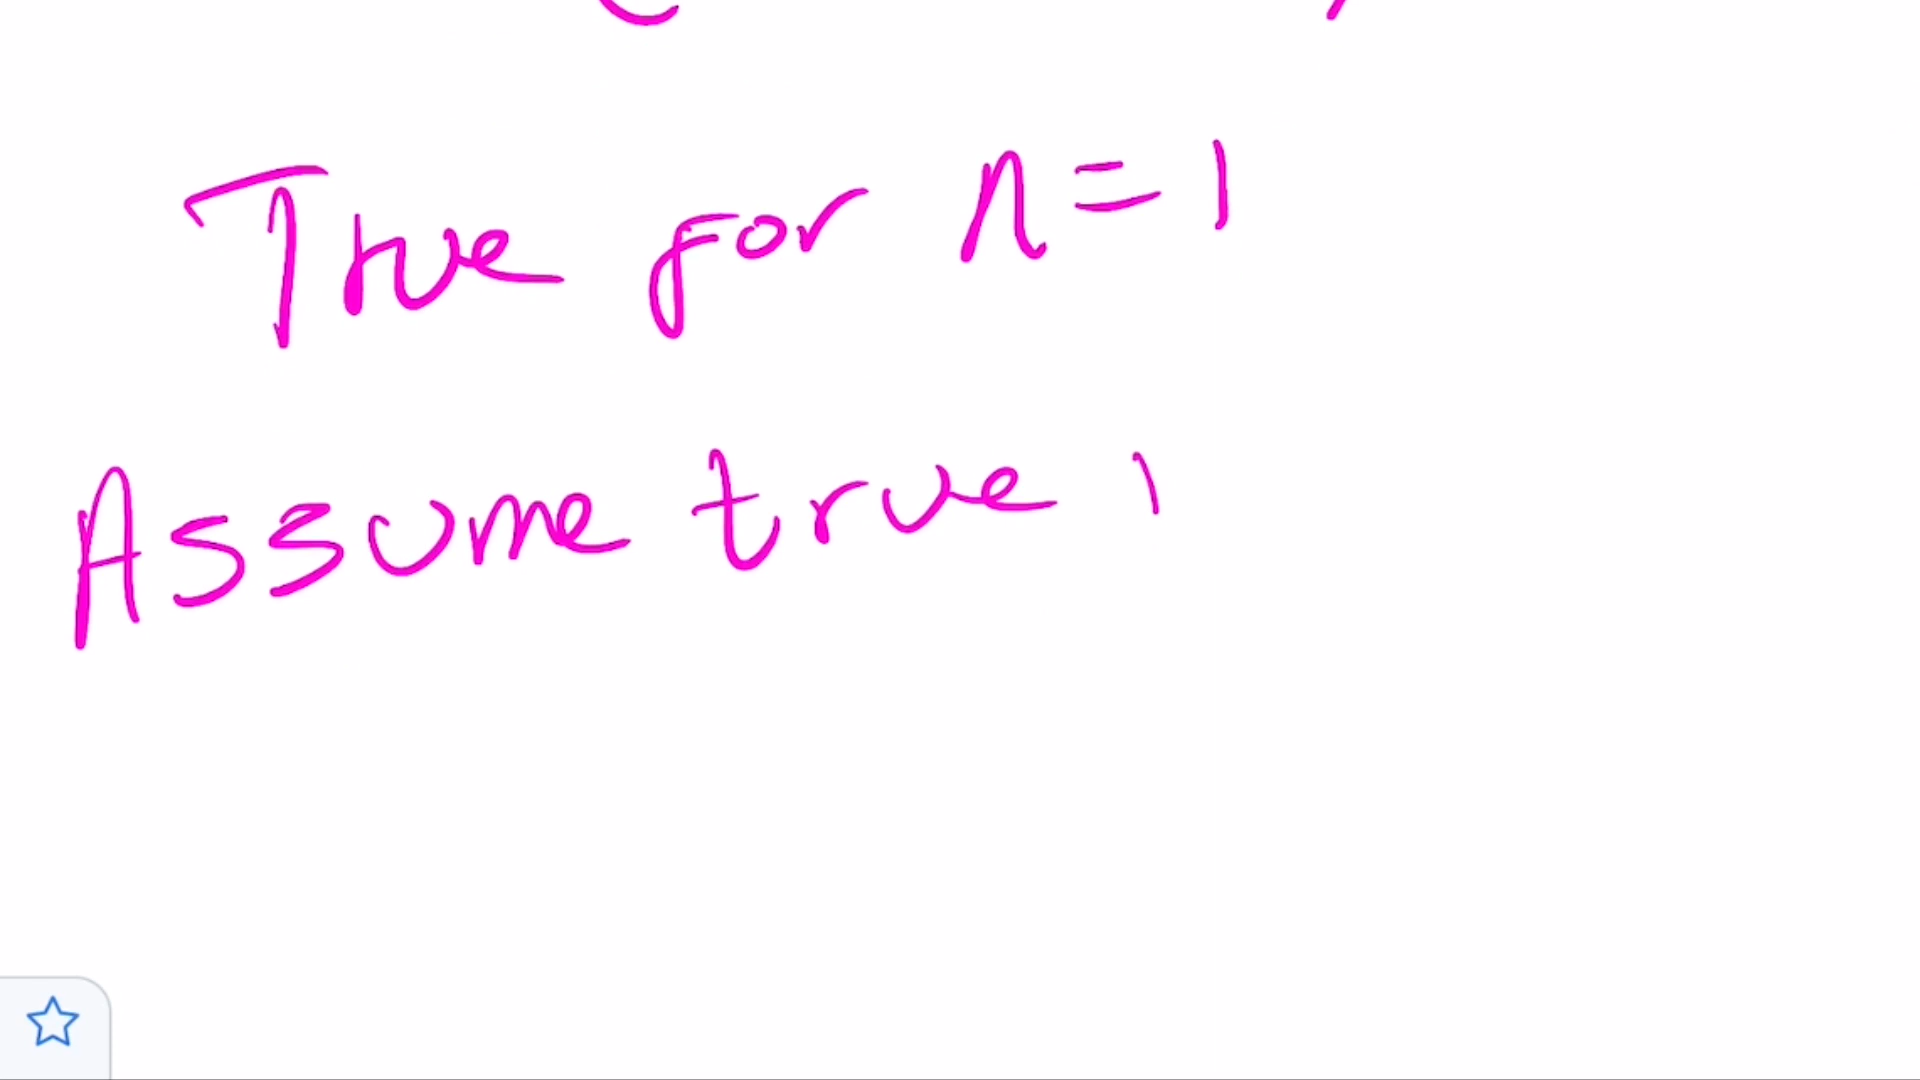 True for n = 1
Assume true